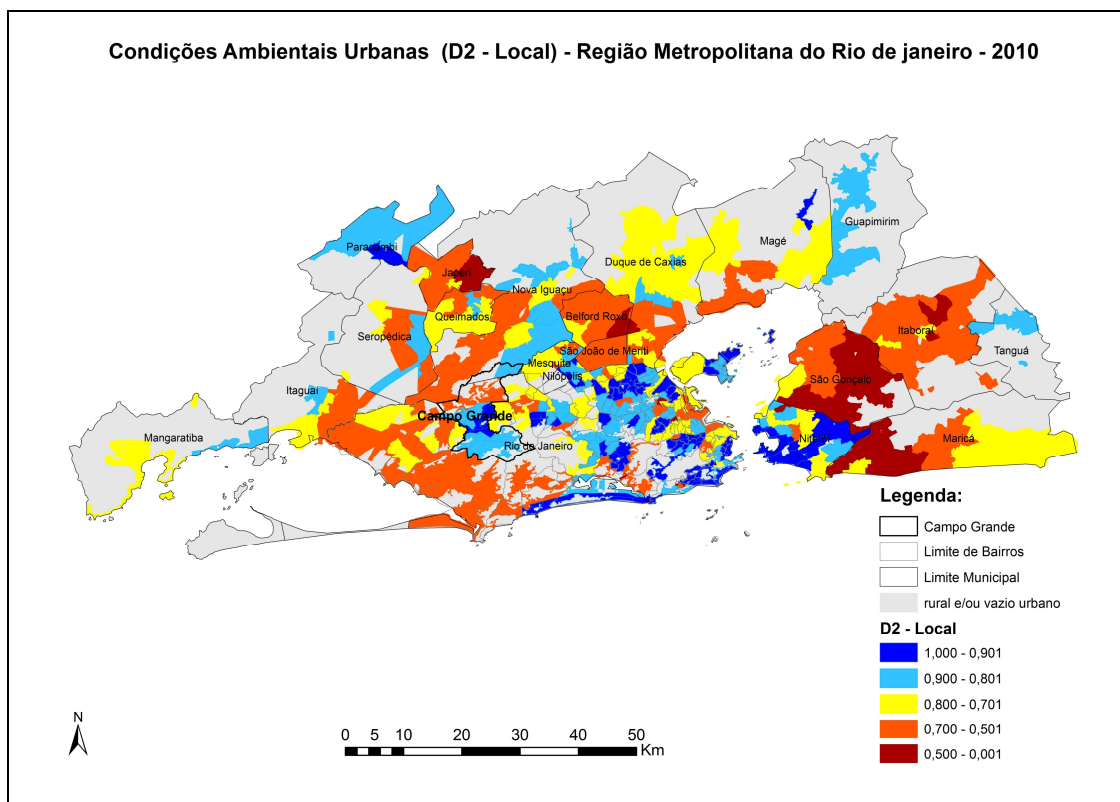 Condições Ambientais Urbanas (D2 - Local) - Região Metropolitana do Rio de janeiro - 2010
Guapimirim
Magé
Paracambi
Duque de Caxias
Japeri
Nova Iguaçu
Queimados
Belford Roxo
Itaboraí
Seropédica
São João de Meriti
Tanguá
Mesquita
Nilópolis
São Gonçalo
Itaguaí
Campo Grande
Mangaratiba
Rio de Janeiro
Niterói
Maricá
Legenda:
Campo Grande
Limite de Bairros
Limite Municipal
rural e/ou vazio urbano
D2 - Local
1,000 - 0,901
0,900 - 0,801
0,800 - 0,701
0,700 - 0,501
0,500 - 0,001
N
0 5 10 20 30 40 50
Km